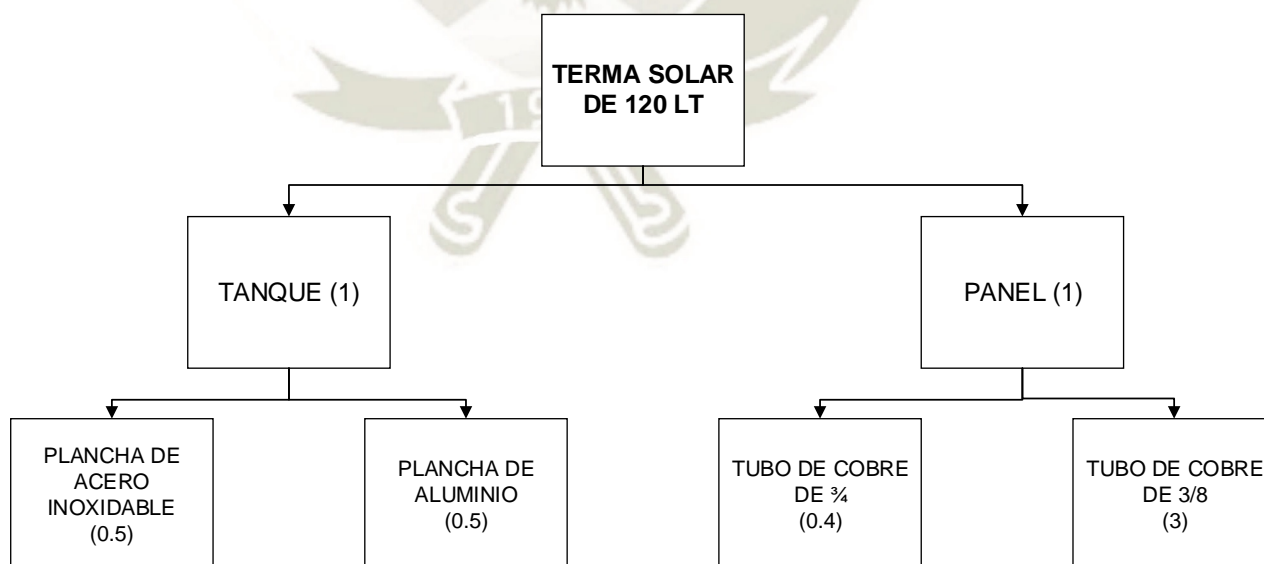 TERMA SOLAR
DE 120 LT
TANQUE (1)
PANEL (1)
PLANCHA DE
ACERO
INOXIDABLE
(0.5)
PLANCHA DE
ALUMINIO
(0.5)
TUBO DE COBRE
DE ¾
(0.4)
TUBO DE COBRE
DE 3/8
(3)